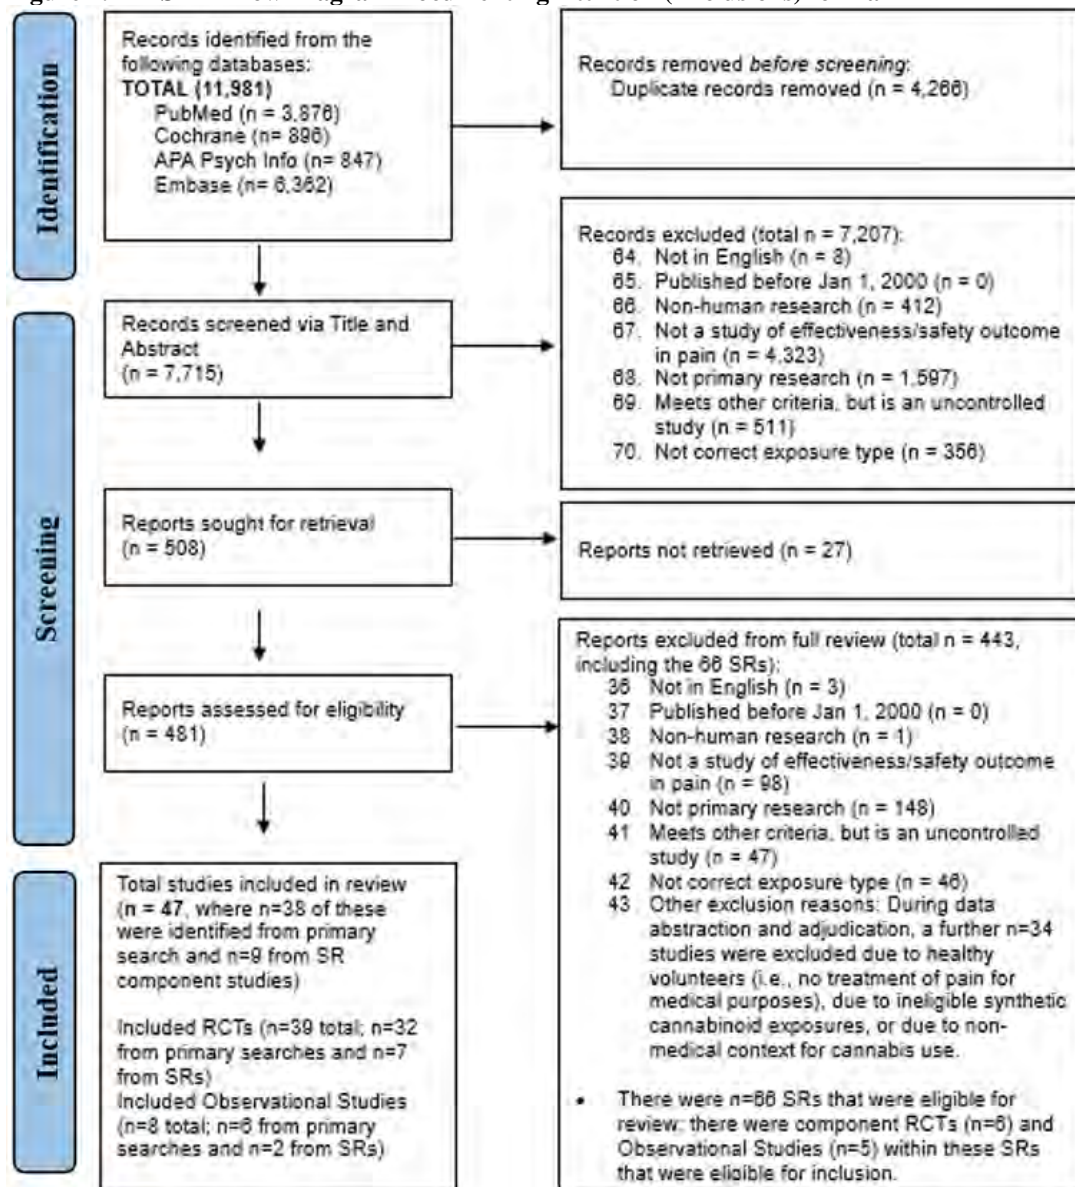 Identification
Records identified from the
following databases:
TOTAL (11,981)
PubMed (n = 3,876)
Cochrane (n= 896)
APA Psych Info (n= 847)
Embase (n= 6,362)
Records removed before screening:
Duplicate records removed (n = 4,266)
Screening
Records screened via Title and
Abstract
(n = 7,715)
Records excluded (total n = 7,207):
64. Not in English (n = 8)
65. Published before Jan 1, 2000 (n = 0)
66. Non-human research (n = 412)
67. Not a study of effectiveness/safety outcome
in pain (n = 4,323)
68. Not primary research (n = 1,597)
69. Meets other criteria, but is an uncontrolled
study (n = 511)
70. Not correct exposure type (n = 356)
Reports sought for retrieval
(n = 508)
Reports not retrieved (n = 27)
Reports assessed for eligibility
(n = 481)
Reports excluded from full review (total n = 443,
including the 66 SRs):
36 Not in English (n = 3)
37 Published before Jan 1, 2000 (n = 0)
38 Non-human research (n = 1)
39 Not a study of effectiveness/safety outcome
in pain (n = 98)
40 Not primary research (n = 148)
41 Meets other criteria, but is an uncontrolled
study (n = 47)
42 Not correct exposure type (n = 46)
43 Other exclusion reasons: During data
abstraction and adjudication, a further n=34
studies were excluded due to healthy
volunteers (i.e., no treatment of pain for
medical purposes), due to ineligible synthetic
cannabinoid exposures, or due to non-
medical context for cannabis use.
• There were n=66 SRs that were eligible for
review; there were component RCTs (n=6) and
Observational Studies (n=5) within these SRs
that were eligible for inclusion.
Included
Total studies included in review
(n = 47, where n=38 of these
were identified from primary
search and n=9 from SR
component studies)
Included RCTs (n=39 total; n=32
from primary searches and n=7
from SRs)
Included Observational Studies
(n=8 total; n=6 from primary
searches and n=2 from SRs)